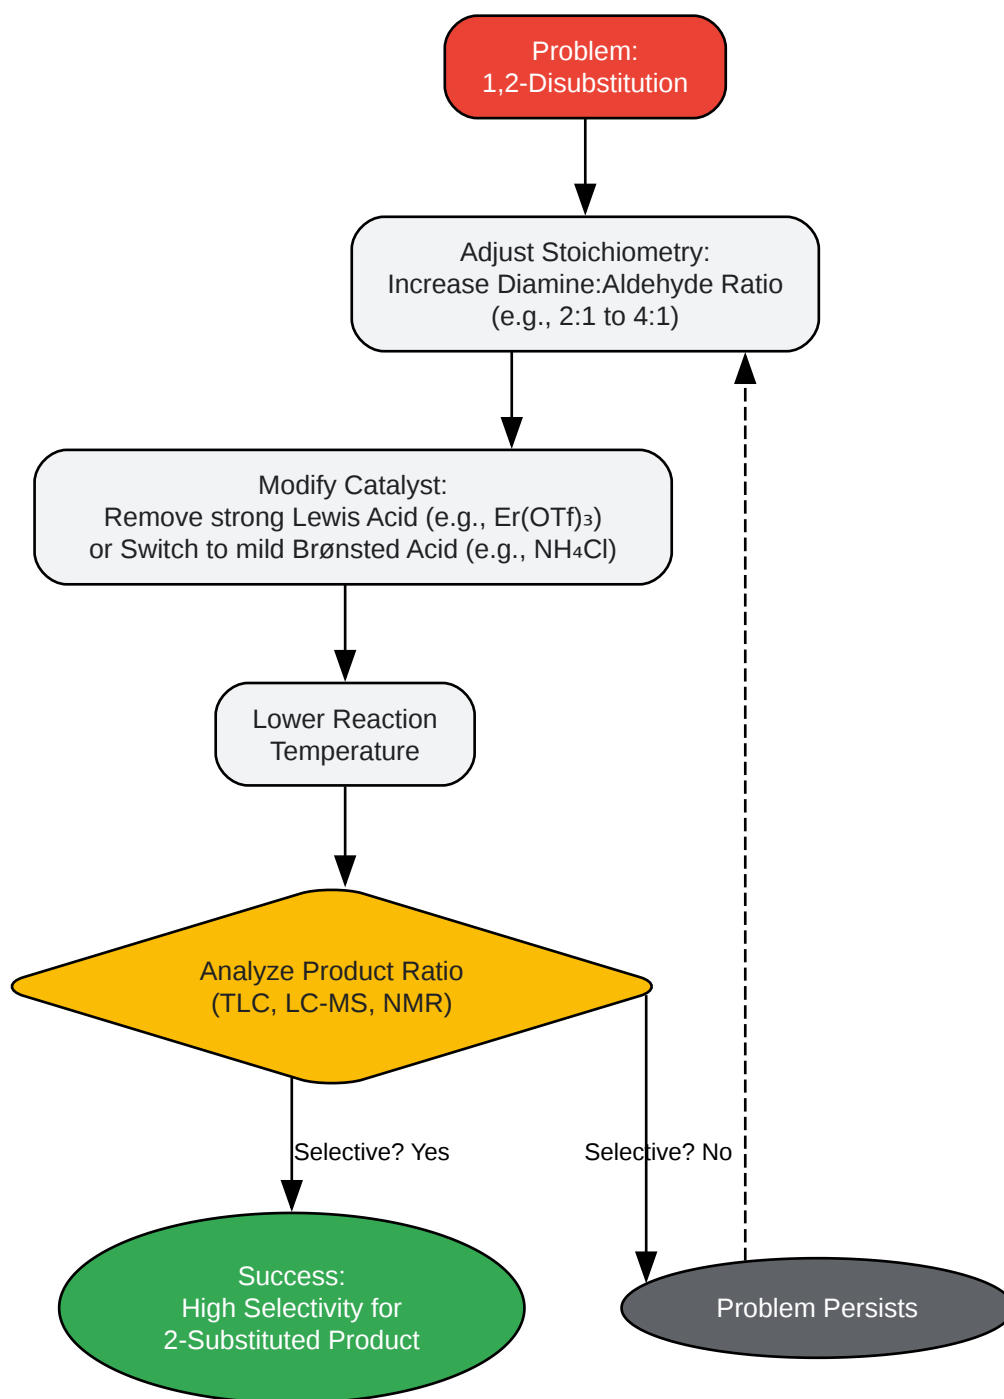 Problem:
1,2-Disubstitution
Adjust Stoichiometry:
Increase Diamine:Aldehyde Ratio
(e.g., 2:1 to 4:1)
Modify Catalyst:
Remove strong Lewis Acid (e.g., Er(OTf)₃)
or Switch to mild Brønsted Acid (e.g., NH₄Cl)
Lower Reaction
Temperature
Analyze Product Ratio
(TLC, LC-MS, NMR)
Selective? Yes
Selective? No
Success:
High Selectivity for
2-Substituted Product
Problem Persists